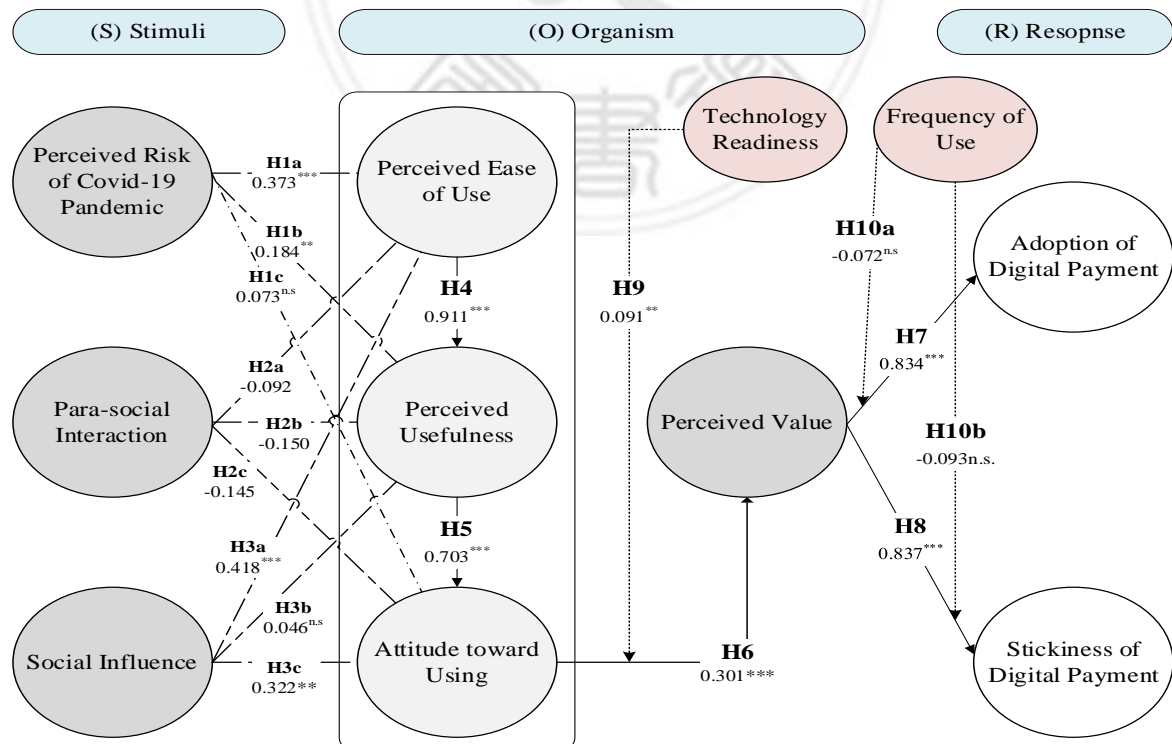 (S) Stimuli
(O) Organism
(R) Resopnse
Perceived Risk
of Covid-19
Pandemic
H1a
0.373***
Perceived Ease
of Use
Technology
Readiness
Frequency of
Use
H1b
0.184**
H1c
0.073n.s
H4
0.911***
H9
0.091**
H10a
-0.072n.s
Adoption of
Digital Payment
H7
0.834***
Para-social
Interaction
H2a
-0.092
H2b
-0.150
H2c
-0.145
Perceived
Usefulness
Perceived Value
H10b
-0.093n.s.
H5
0.703***
H8
0.837***
H3a
0.418***
H3b
0.046n.s
H3c
0.322**
Social Influence
Attitude toward
Using
H6
0.301***
Stickiness of
Digital Payment
書